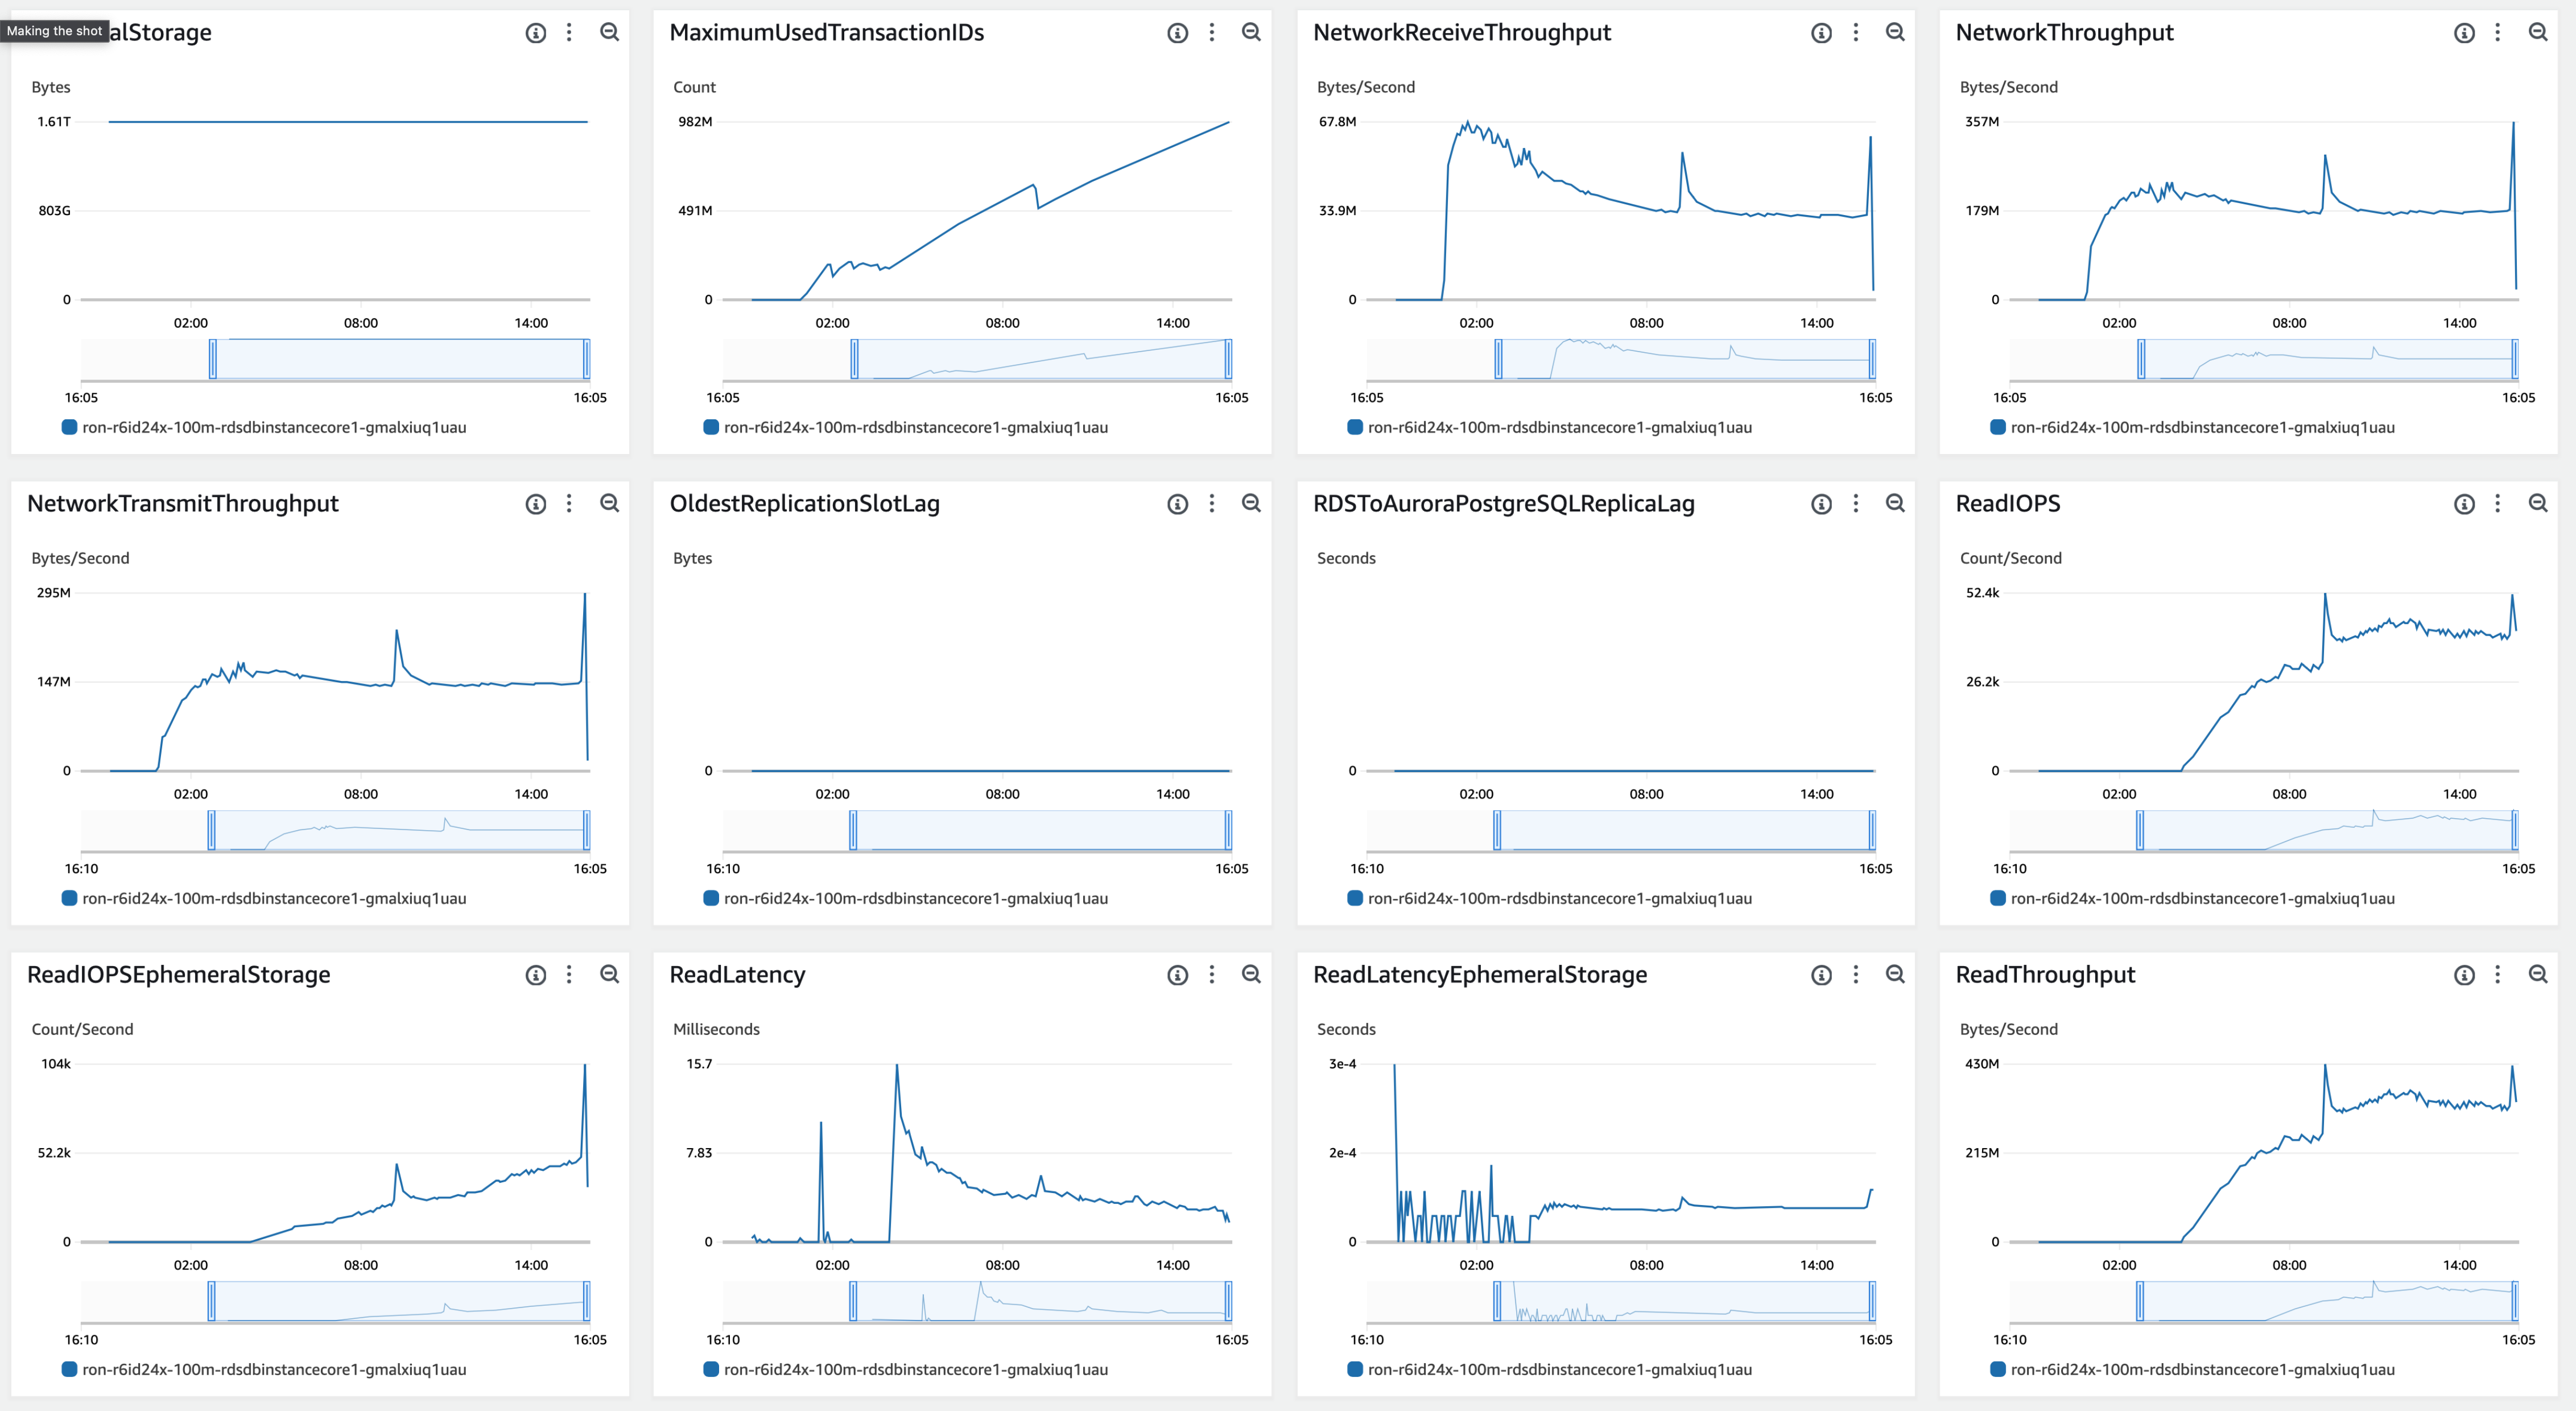 Making the shot
alStorage
Bytes
1.61T
803G
0
02:00 08:00 14:00
16:05 16:05
ron-r6id24x-100m-rdsdbinstancecore1-gmalxiuq1uau
MaximumUsedTransactionIDs
Count
982M
491M
0
02:00 08:00 14:00
16:05 16:05
ron-r6id24x-100m-rdsdbinstancecore1-gmalxiuq1uau
NetworkReceiveThroughput
Bytes/Second
67.8M
33.9M
0
02:00 08:00 14:00
16:05 16:05
ron-r6id24x-100m-rdsdbinstancecore1-gmalxiuq1uau
NetworkThroughput
Bytes/Second
357M
179M
0
02:00 08:00 14:00
16:05 16:05
ron-r6id24x-100m-rdsdbinstancecore1-gmalxiuq1uau
NetworkTransmitThroughput
Bytes/Second
295M
147M
0
02:00 08:00 14:00
16:10 16:05
ron-r6id24x-100m-rdsdbinstancecore1-gmalxiuq1uau
OldestReplicationSlotLag
Bytes
0
02:00 08:00 14:00
16:10 16:05
ron-r6id24x-100m-rdsdbinstancecore1-gmalxiuq1uau
RDSToAuroraPostgreSQLReplicaLag
Seconds
0
02:00 08:00 14:00
16:10 16:05
ron-r6id24x-100m-rdsdbinstancecore1-gmalxiuq1uau
ReadIOPS
Count/Second
52.4k
26.2k
0
02:00 08:00 14:00
16:10 16:05
ron-r6id24x-100m-rdsdbinstancecore1-gmalxiuq1uau
ReadIOPSEphemeralStorage
Count/Second
104k
52.2k
0
02:00 08:00 14:00
16:10 16:05
ron-r6id24x-100m-rdsdbinstancecore1-gmalxiuq1uau
ReadLatency
Milliseconds
15.7
7.83
0
02:00 08:00 14:00
16:10 16:05
ron-r6id24x-100m-rdsdbinstancecore1-gmalxiuq1uau
ReadLatencyEphemeralStorage
Seconds
3e-4
2e-4
0
02:00 08:00 14:00
16:10 16:05
ron-r6id24x-100m-rdsdbinstancecore1-gmalxiuq1uau
ReadThroughput
Bytes/Second
430M
215M
0
02:00 08:00 14:00
16:10 16:05
ron-r6id24x-100m-rdsdbinstancecore1-gmalxiuq1uau